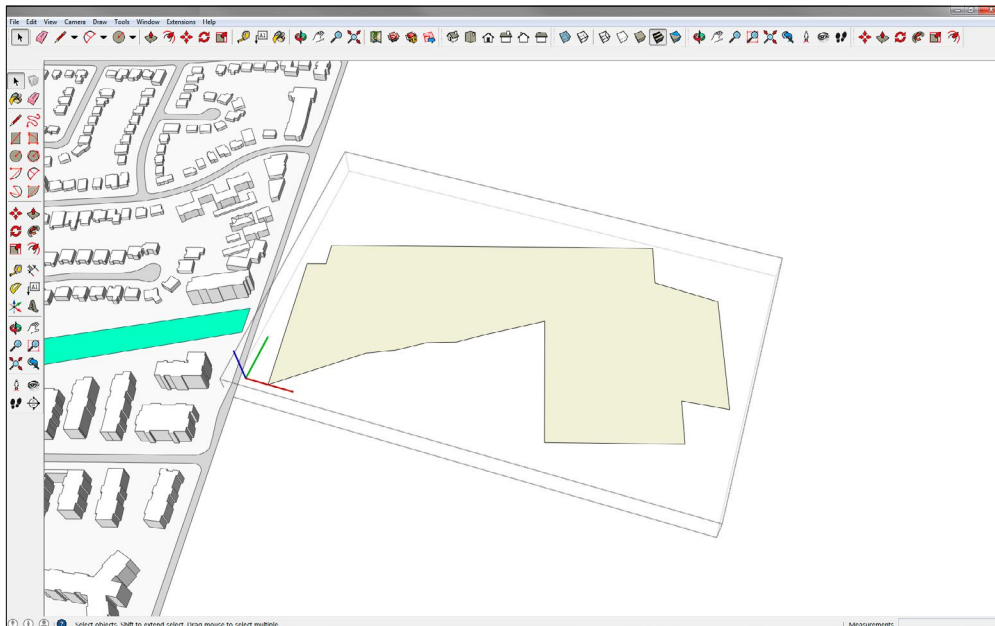 File Edit View Camera Draw Tools Window Extensions Help
Select objects. Shift to extend select. Drag mouse to select multiple.
Measurements